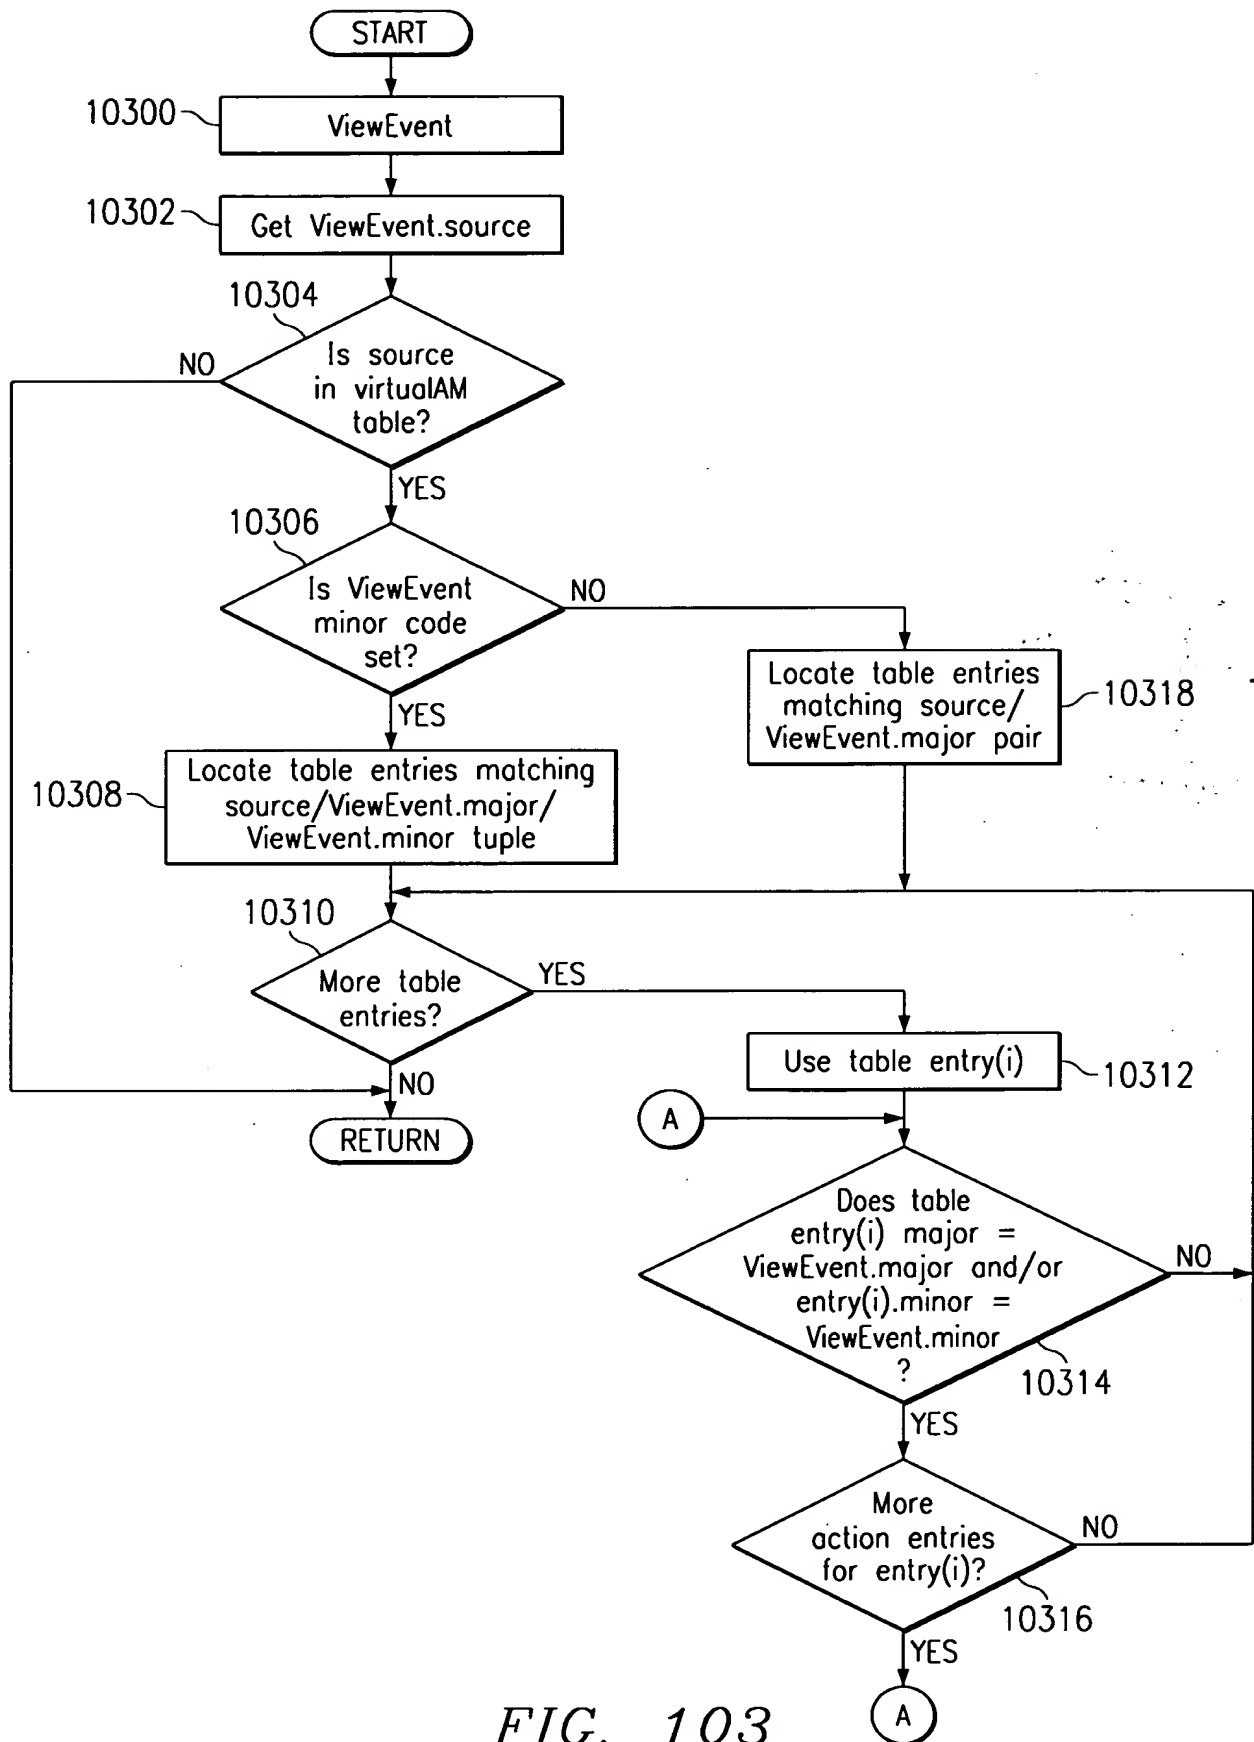 START
10300
ViewEvent
10302
Get ViewEvent.source
10304
Is source
in virtualAM
table?
NO
YES
10306
Is ViewEvent
minor code
set?
NO
YES
Locate table entries
matching source/
ViewEvent.major pair
10318
10308
Locate table entries matching
source/ViewEvent.major/
ViewEvent.minor tuple
10310
More table
entries?
YES
NO
RETURN
Use table entry(i)
10312
A
Does table
entry(i) major =
ViewEvent.major and/or
entry(i).minor =
ViewEvent.minor
?
NO
10314
YES
More
action entries
for entry(i)?
NO
10316
YES
A
FIG. 103